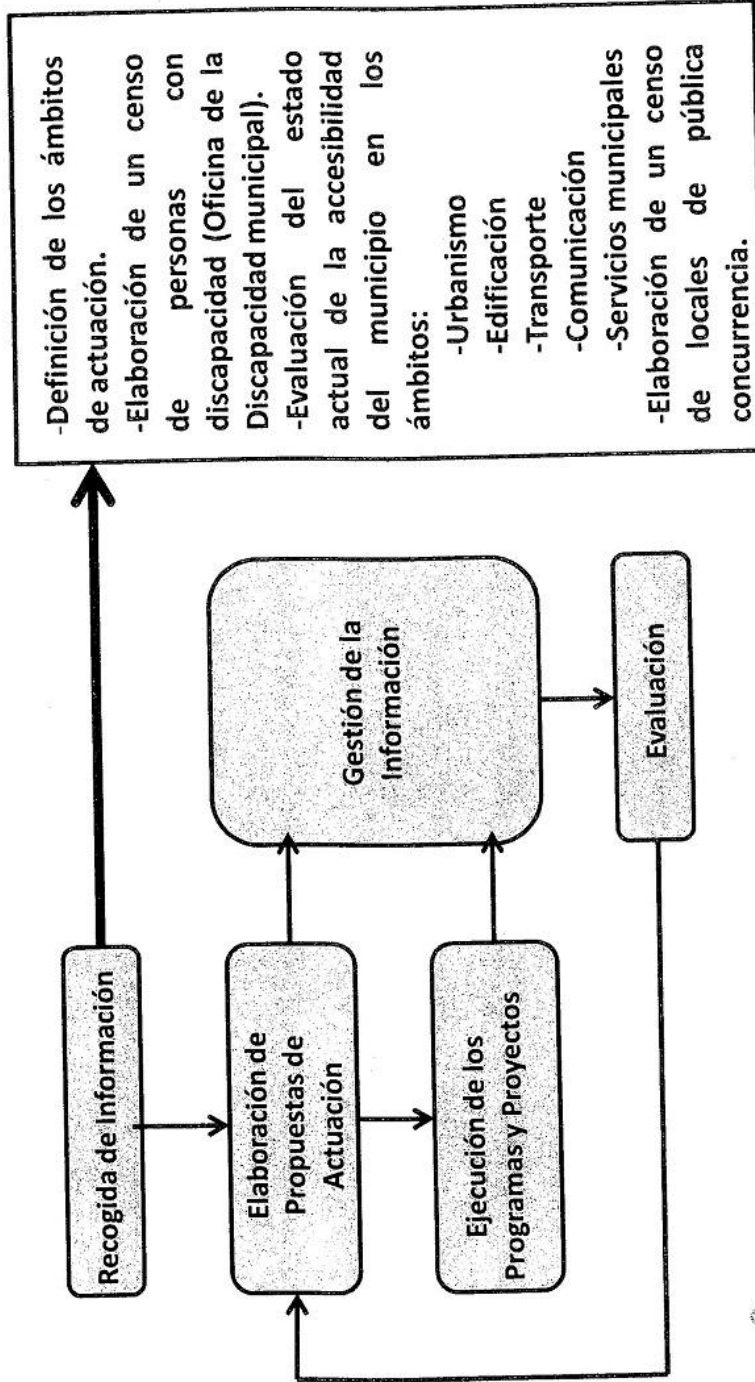 Recogida de Información
Elaboración de
Propuestas de
Actuación
Ejecución de los
Programas y Proyectos
Gestión de la
Información
Evaluación
-Definición de los ámbitos
de actuación.
-Elaboración de un censo
de personas con
discapacidad (Oficina de la
Discapacidad municipal).
-Evaluación del estado
actual de la accesibilidad
del municipio en los
ámbitos:
-Urbanismo
-Edificación
-Transporte
-Comunicación
-Servicios municipales
-Elaboración de un censo
de locales de pública
concurrencia.